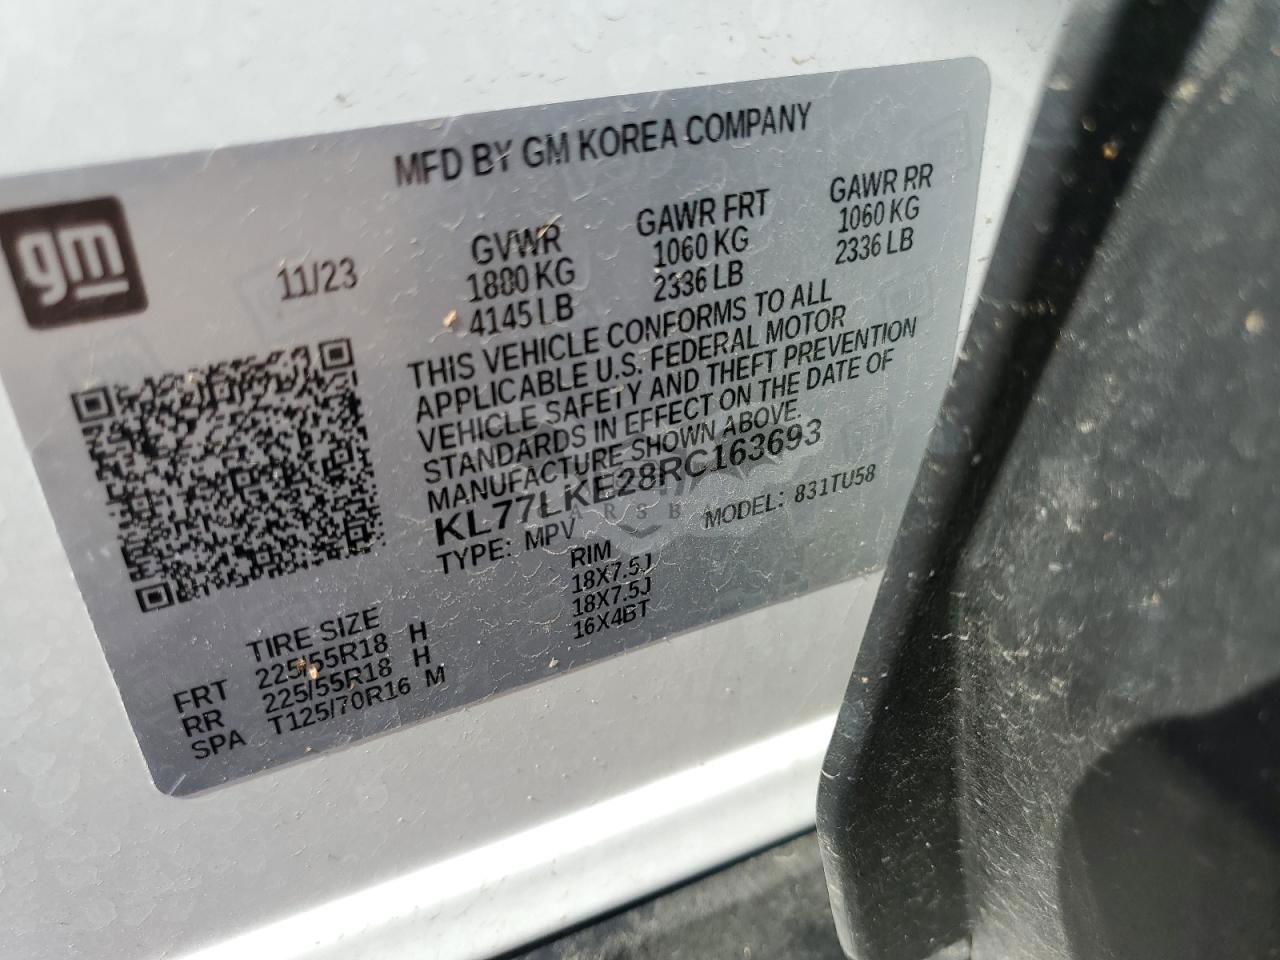 MFD BY GM KOREA COMPANY
gm
11/23
GVWR
1880 KG
4145 LB
GAWR FRT
1060 KG
2336 LB
GAWR RR
1060 KG
2336 LB
THIS VEHICLE CONFORMS TO ALL
APPLICABLE U.S. FEDERAL MOTOR
VEHICLE SAFETY AND THEFT PREVENTION
STANDARDS IN EFFECT ON THE DATE OF
MANUFACTURE SHOWN ABOVE.
KL77LKE28RC163693
TYPE: MPV
MODEL: 831TU58
TIRE SIZE
RIM
FRT 225/55R18 H 18X7.5J
RR 225/55R18 H 18X7.5J
SPA T125/70R16 M 16X4BT